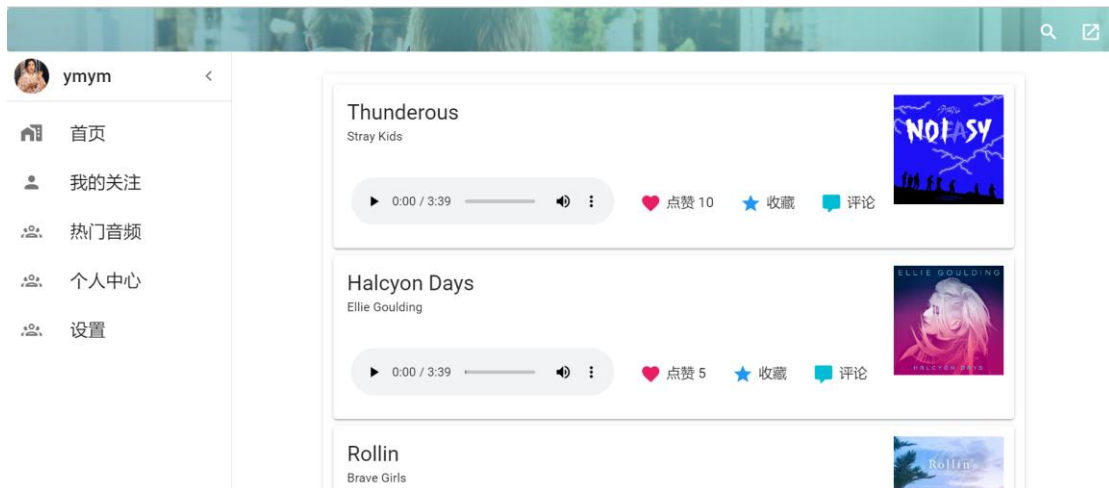 ymym
首页
我的关注
热门音频
个人中心
设置
Thunderous
Stray Kids
0:00 / 3:39
点赞 10
收藏
评论
NOEASY
Halcyon Days
Ellie Goulding
0:00 / 3:39
点赞 5
收藏
评论
ELLIE GOULDING
HALCYON DAYS
Rollin
Brave Girls
Rollin'